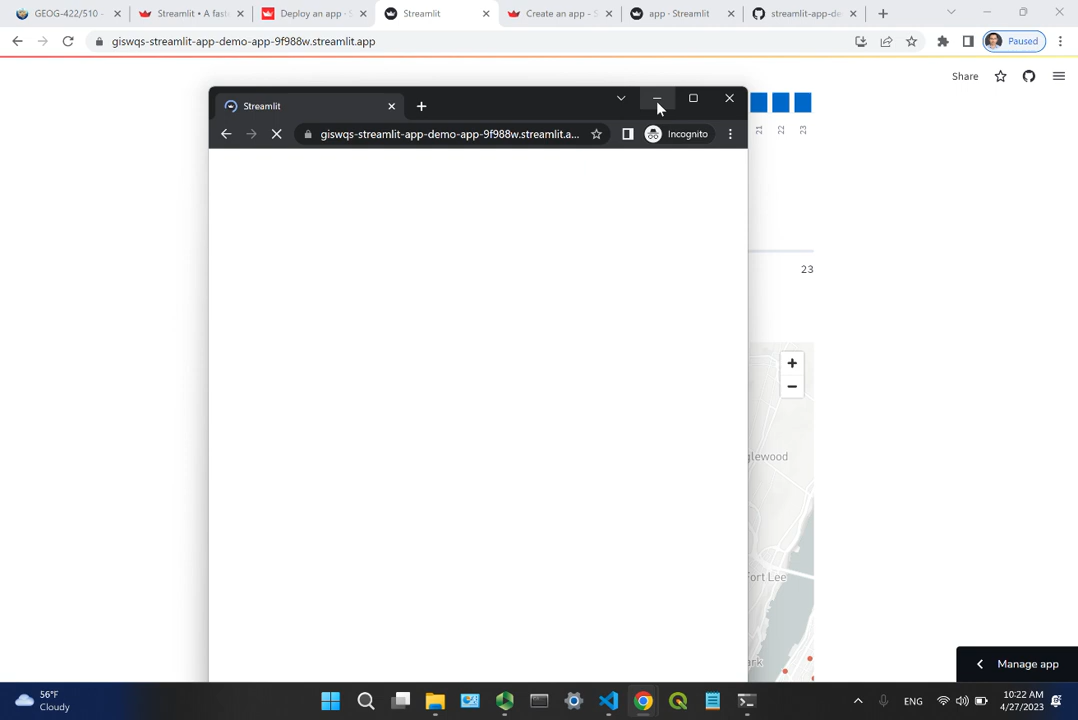 GEOG-422/510 -
Streamlit • A fast
Deploy an app · S
Streamlit
Create an app - S
app · Streamlit
streamlit-app-de
giswqs-streamlit-app-demo-app-9f988w.streamlit.app
Paused
Share
Streamlit
giswqs-streamlit-app-demo-app-9f988w.streamlit.a...
Incognito
21
22
23
23
+
−
glewood
Fort Lee
ark
Manage app
56°F
Cloudy
ENG
10:22 AM
4/27/2023